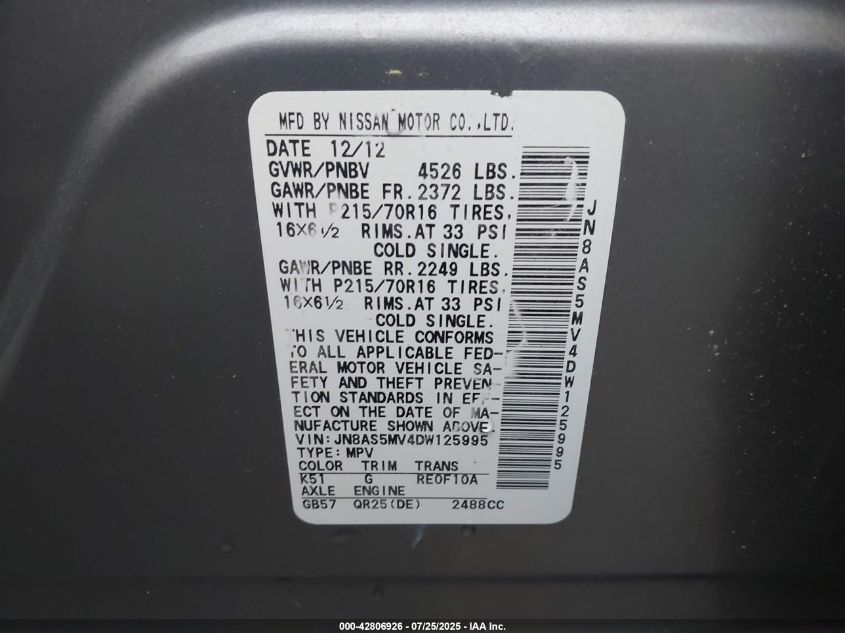 MFD BY NISSAN MOTOR CO.,LTD.
DATE 12/12
GVWR/PNBV 4526 LBS.
GAWR/PNBE FR. 2372 LBS.
WITH P215/70R16 TIRES,
16X6 1/2 RIMS. AT 33 PSI
COLD SINGLE.
GAWR/PNBE RR. 2249 LBS.
WITH P215/70R16 TIRES,
16X6 1/2 RIMS. AT 33 PSI
COLD SINGLE.
THIS VEHICLE CONFORMS
TO ALL APPLICABLE FED-
ERAL MOTOR VEHICLE SA-
FETY AND THEFT PREVEN-
TION STANDARDS IN EFF-
ECT ON THE DATE OF MA-
NUFACTURE SHOWN ABOVE.
VIN: JN8AS5MV4DW125995
TYPE: MPV
COLOR TRIM TRANS
K51 G RE0F10A
AXLE ENGINE
GB57 QR25(DE) 2488CC
JN8AS5MV4DW125995
000-42806926 - 07/25/2025 - IAA Inc.